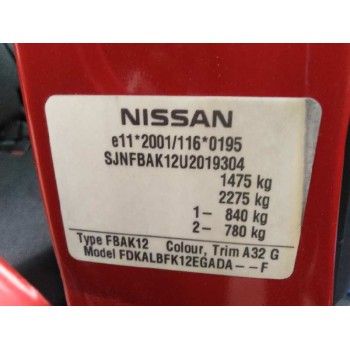 NISSAN
e11*2001/116*0195
SJNFBAK12U2019304
1475 kg
2275 kg
1- 840 kg
2- 780 kg
Type FBAK12 Colour, Trim A32 G
Model FDKALBFK12EGADA--F